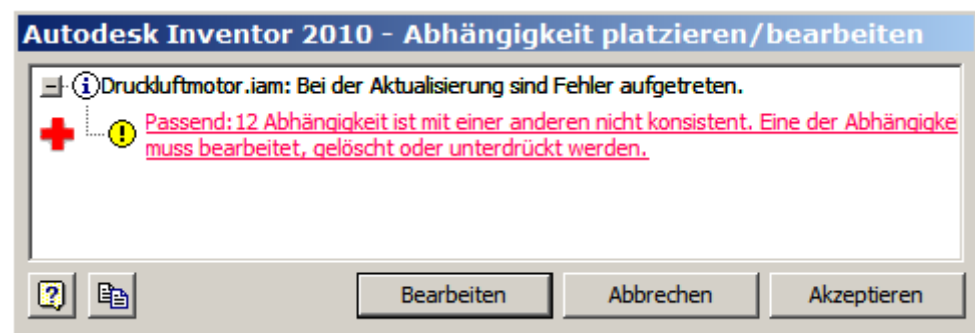 Autodesk Inventor 2010 - Abhängigkeit platzieren/bearbeiten
Druckluftmotor.iam: Bei der Aktualisierung sind Fehler aufgetreten.
Passend:12 Abhängigkeit ist mit einer anderen nicht konsistent. Eine der Abhängigke
muss bearbeitet, gelöscht oder unterdrückt werden.
Bearbeiten Abbrechen Akzeptieren